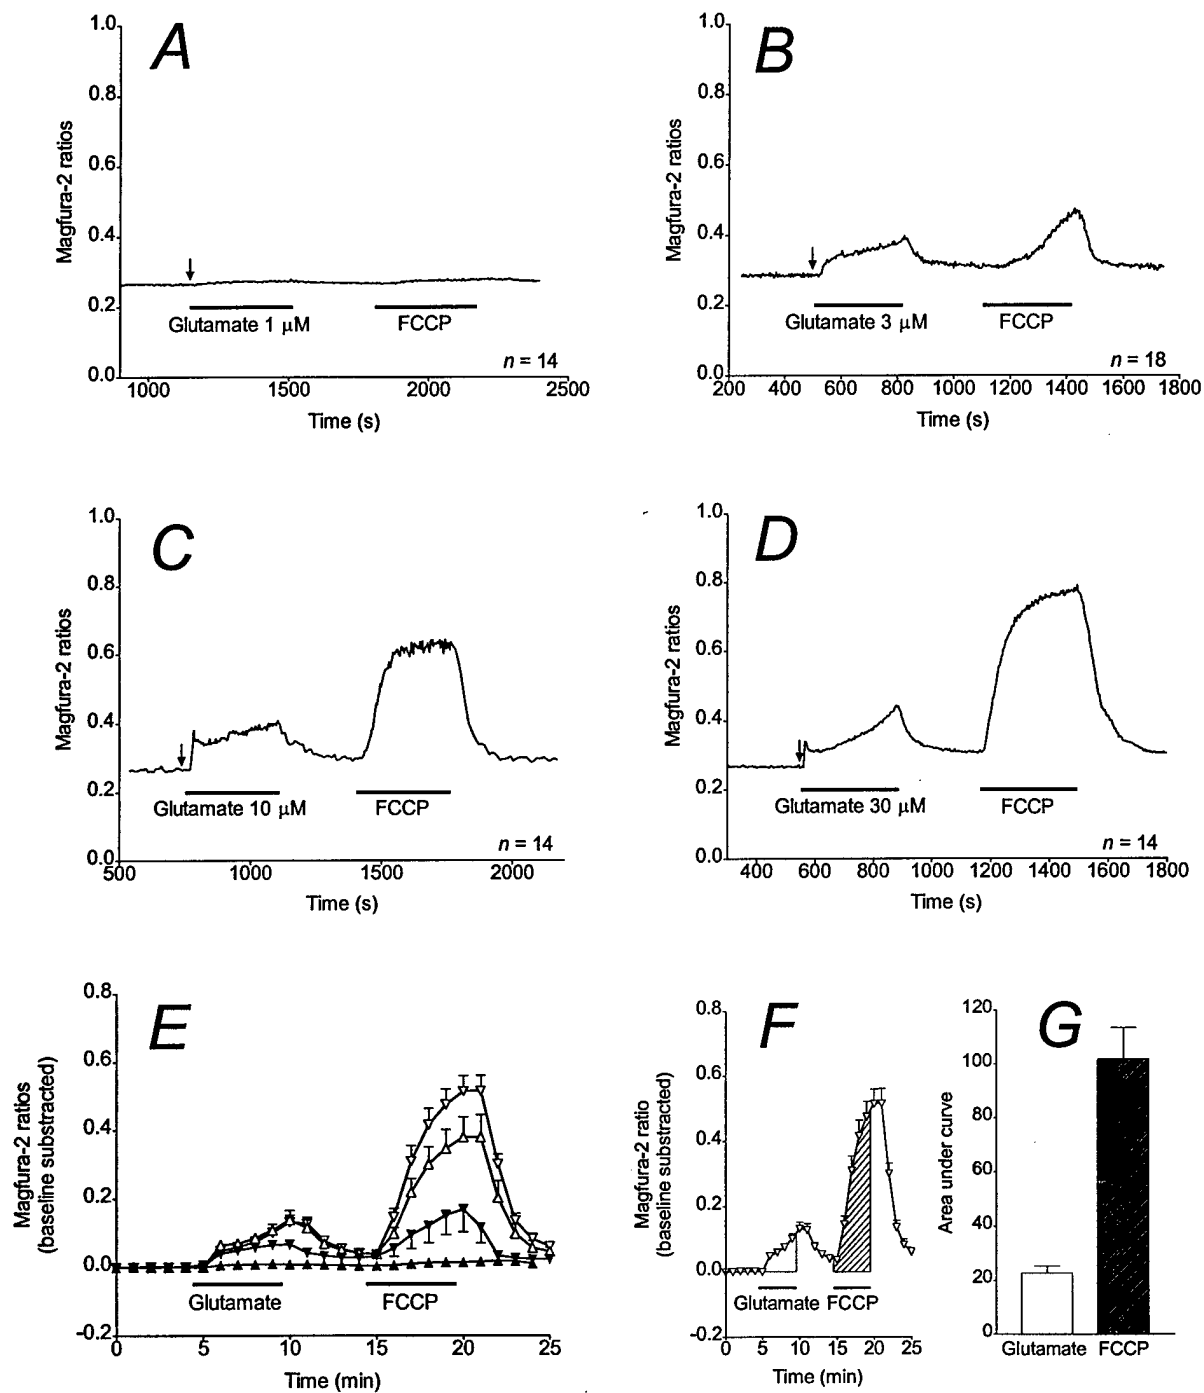 A
1.0
0.8
0.6
0.4
0.2
0.0
Magfura-2 ratios
Glutamate 1 μM
FCCP
n = 14
1000 1500 2000 2500
Time (s)
B
1.0
0.8
0.6
0.4
0.2
0.0
Magfura-2 ratios
Glutamate 3 μM
FCCP
n = 18
200 400 600 800 1000 1200 1400 1600 1800
Time (s)
C
1.0
0.8
0.6
0.4
0.2
0.0
Magfura-2 ratios
Glutamate 10 μM
FCCP
n = 14
500 1000 1500 2000
Time (s)
D
1.0
0.8
0.6
0.4
0.2
0.0
Magfura-2 ratios
Glutamate 30 μM
FCCP
n = 14
400 600 800 1000 1200 1400 1600 1800
Time (s)
E
0.8
0.6
0.4
0.2
0.0
-0.2
Magfura-2 ratios
(baseline substracted)
Glutamate
FCCP
0 5 10 15 20 25
Time (min)
F
0.8
0.6
0.4
0.2
0.0
-0.2
Magfura-2 ratio
(baseline substracted)
Glutamate
FCCP
0 5 10 15 20 25
Time (min)
G
120
100
80
60
40
20
0
Area under curve
Glutamate FCCP